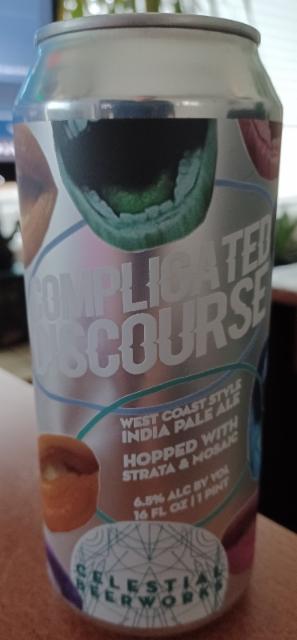 COMPLICATED
DISCOURSE
WEST COAST STYLE
INDIA PALE ALE
HOPPED WITH
STRATA & MOSAIC
6.5% ALC BY VOL
16 FL OZ | 1 PINT
CELESTIAL
BEERWORKS